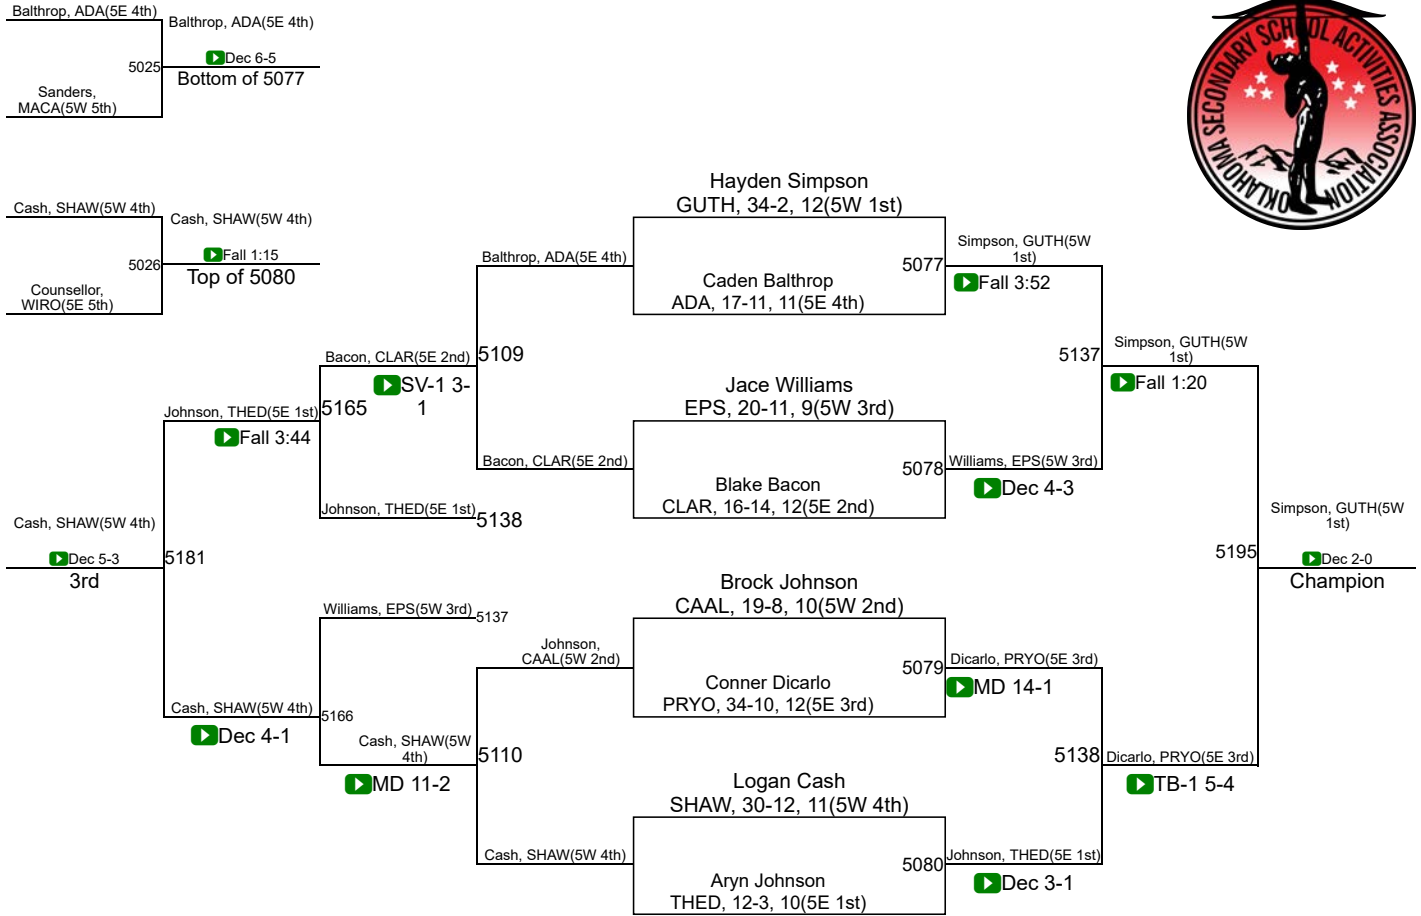 Balthrop, ADA(5E 4th)
Balthrop, ADA(5E 4th)
5025
Dec 6-5
Bottom of 5077
Sanders,
MACA(5W 5th)
OKLAHOMA SECONDARY SCHOOL ACTIVITIES ASSOCIATION
Cash, SHAW(5W 4th)
Cash, SHAW(5W 4th)
5026
Fall 1:15
Top of 5080
Counsellor,
WIRO(5E 5th)
Hayden Simpson
GUTH, 34-2, 12(5W 1st)
Balthrop, ADA(5E 4th)
5077
Caden Balthrop
ADA, 17-11, 11(5E 4th)
Simpson, GUTH(5W
1st)
Fall 3:52
Bacon, CLAR(5E 2nd)
5109
SV-1 3-
1
5137
Simpson, GUTH(5W
1st)
Fall 1:20
Jace Williams
EPS, 20-11, 9(5W 3rd)
Johnson, THED(5E 1st)
5165
Fall 3:44
Bacon, CLAR(5E 2nd)
5078
Williams, EPS(5W 3rd)
Blake Bacon
CLAR, 16-14, 12(5E 2nd)
Dec 4-3
Johnson, THED(5E 1st)
5138
Cash, SHAW(5W 4th)
Dec 5-3
3rd
5181
5195
Simpson, GUTH(5W
1st)
Dec 2-0
Champion
Brock Johnson
CAAL, 19-8, 10(5W 2nd)
Williams, EPS(5W 3rd)
5137
Johnson,
CAAL(5W 2nd)
5079
Dicarlo, PRYO(5E 3rd)
Conner Dicarlo
PRYO, 34-10, 12(5E 3rd)
MD 14-1
Cash, SHAW(5W 4th)
5166
Dec 4-1
Cash, SHAW(5W
4th)
5110
MD 11-2
5138
Dicarlo, PRYO(5E 3rd)
TB-1 5-4
Logan Cash
SHAW, 30-12, 11(5W 4th)
Cash, SHAW(5W 4th)
5080
Johnson, THED(5E 1st)
Aryn Johnson
THED, 12-3, 10(5E 1st)
Dec 3-1